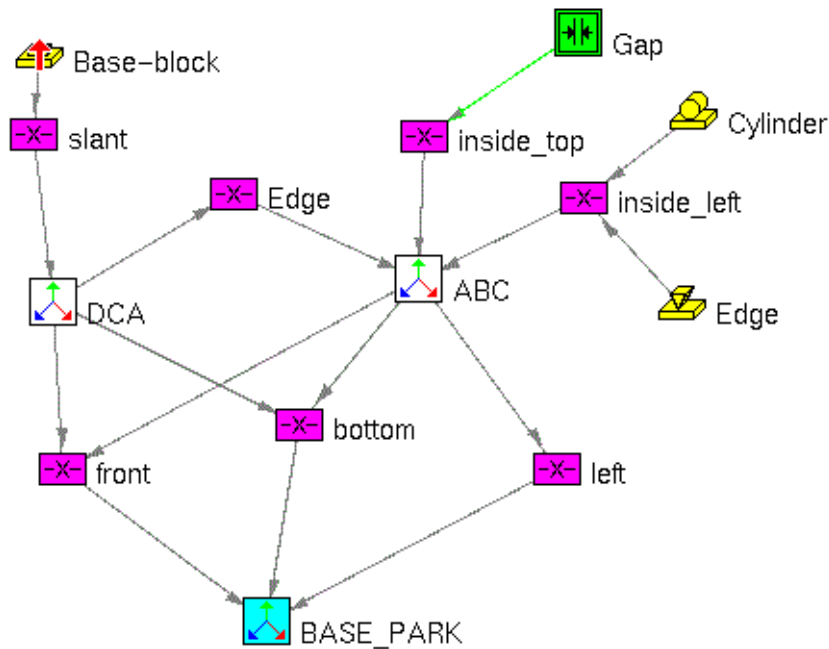 Base-block
Gap
slant
inside_top
Cylinder
Edge
inside_left
DCA
ABC
Edge
bottom
front
left
BASE_PARK
-X-
-X-
-X-
-X-
-X-
-X-
-X-